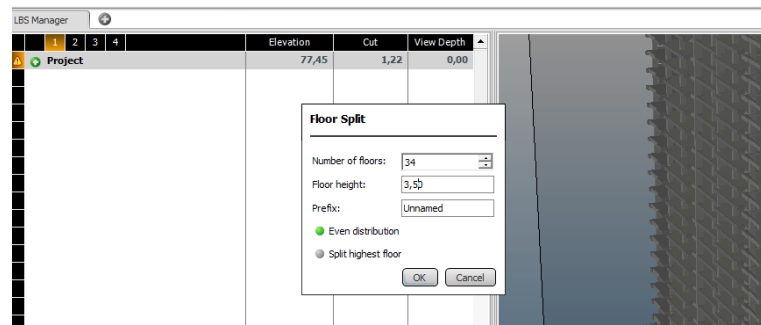 LBS Manager
1 2 3 4 Elevation Cut View Depth
Project 77,45 1,22 0,00
Floor Split
Number of floors: 34
Floor height: 3,50
Prefix: Unnamed
Even distribution
Split highest floor
OK Cancel